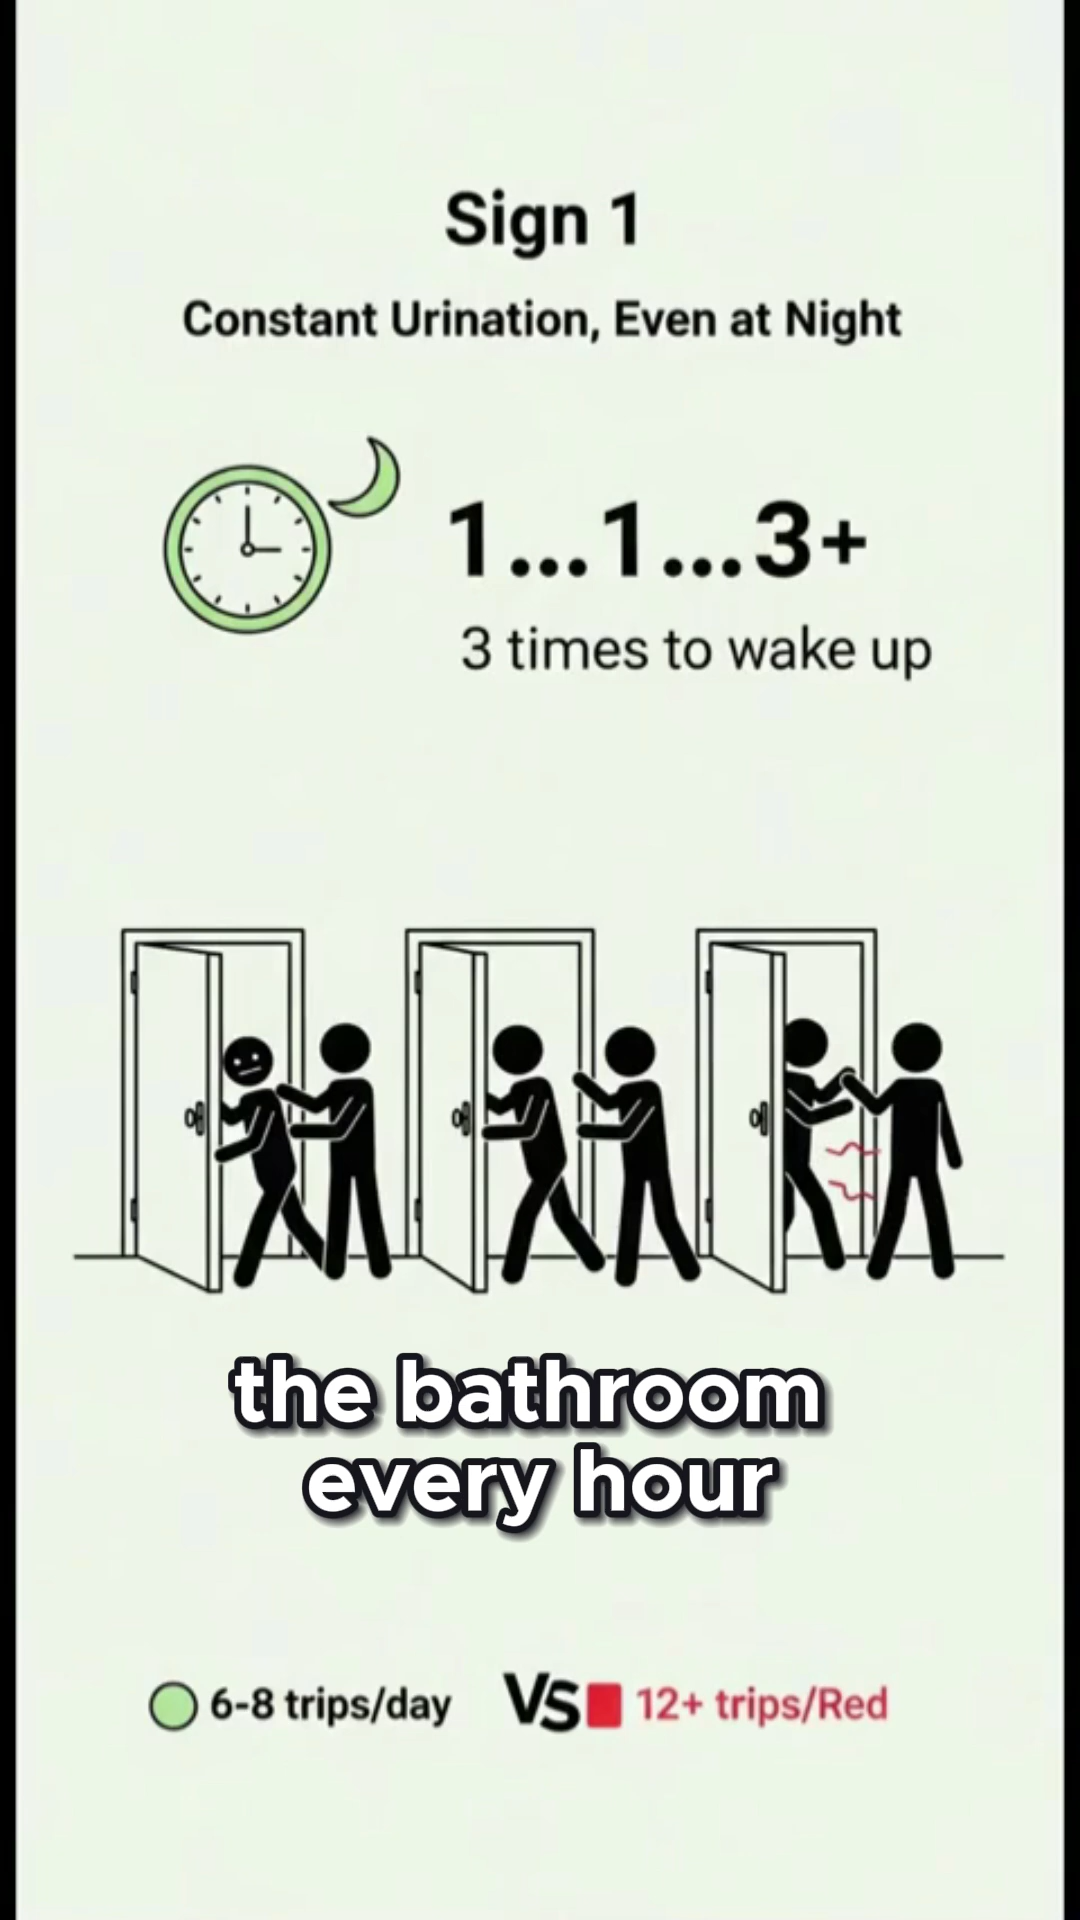 Sign 1
Constant Urination, Even at Night
1...1...3+
3 times to wake up
the bathroom
every hour
6-8 trips/day VS 12+ trips/Red